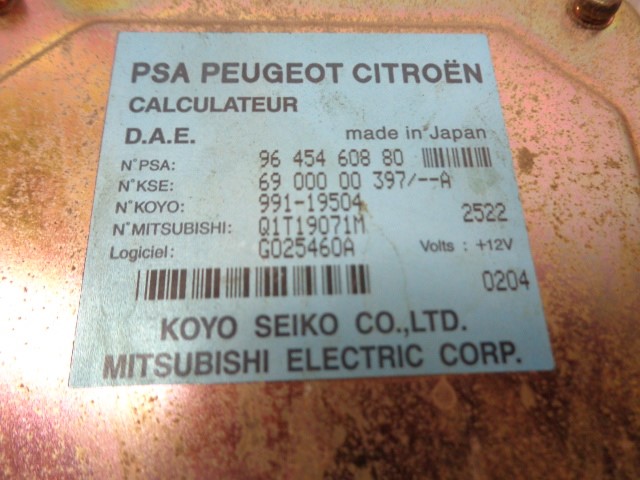 PSA PEUGEOT CITROËN
CALCULATEUR
D.A.E. made in Japan
N°PSA: 96 454 608 80
N°KSE: 69 000 00 397/--A
N°KOYO: 991-19504
N°MITSUBISHI: Q1T19071M 2522
Logiciel: G025460A Volts : +12V
0204
KOYO SEIKO CO.,LTD.
MITSUBISHI ELECTRIC CORP.